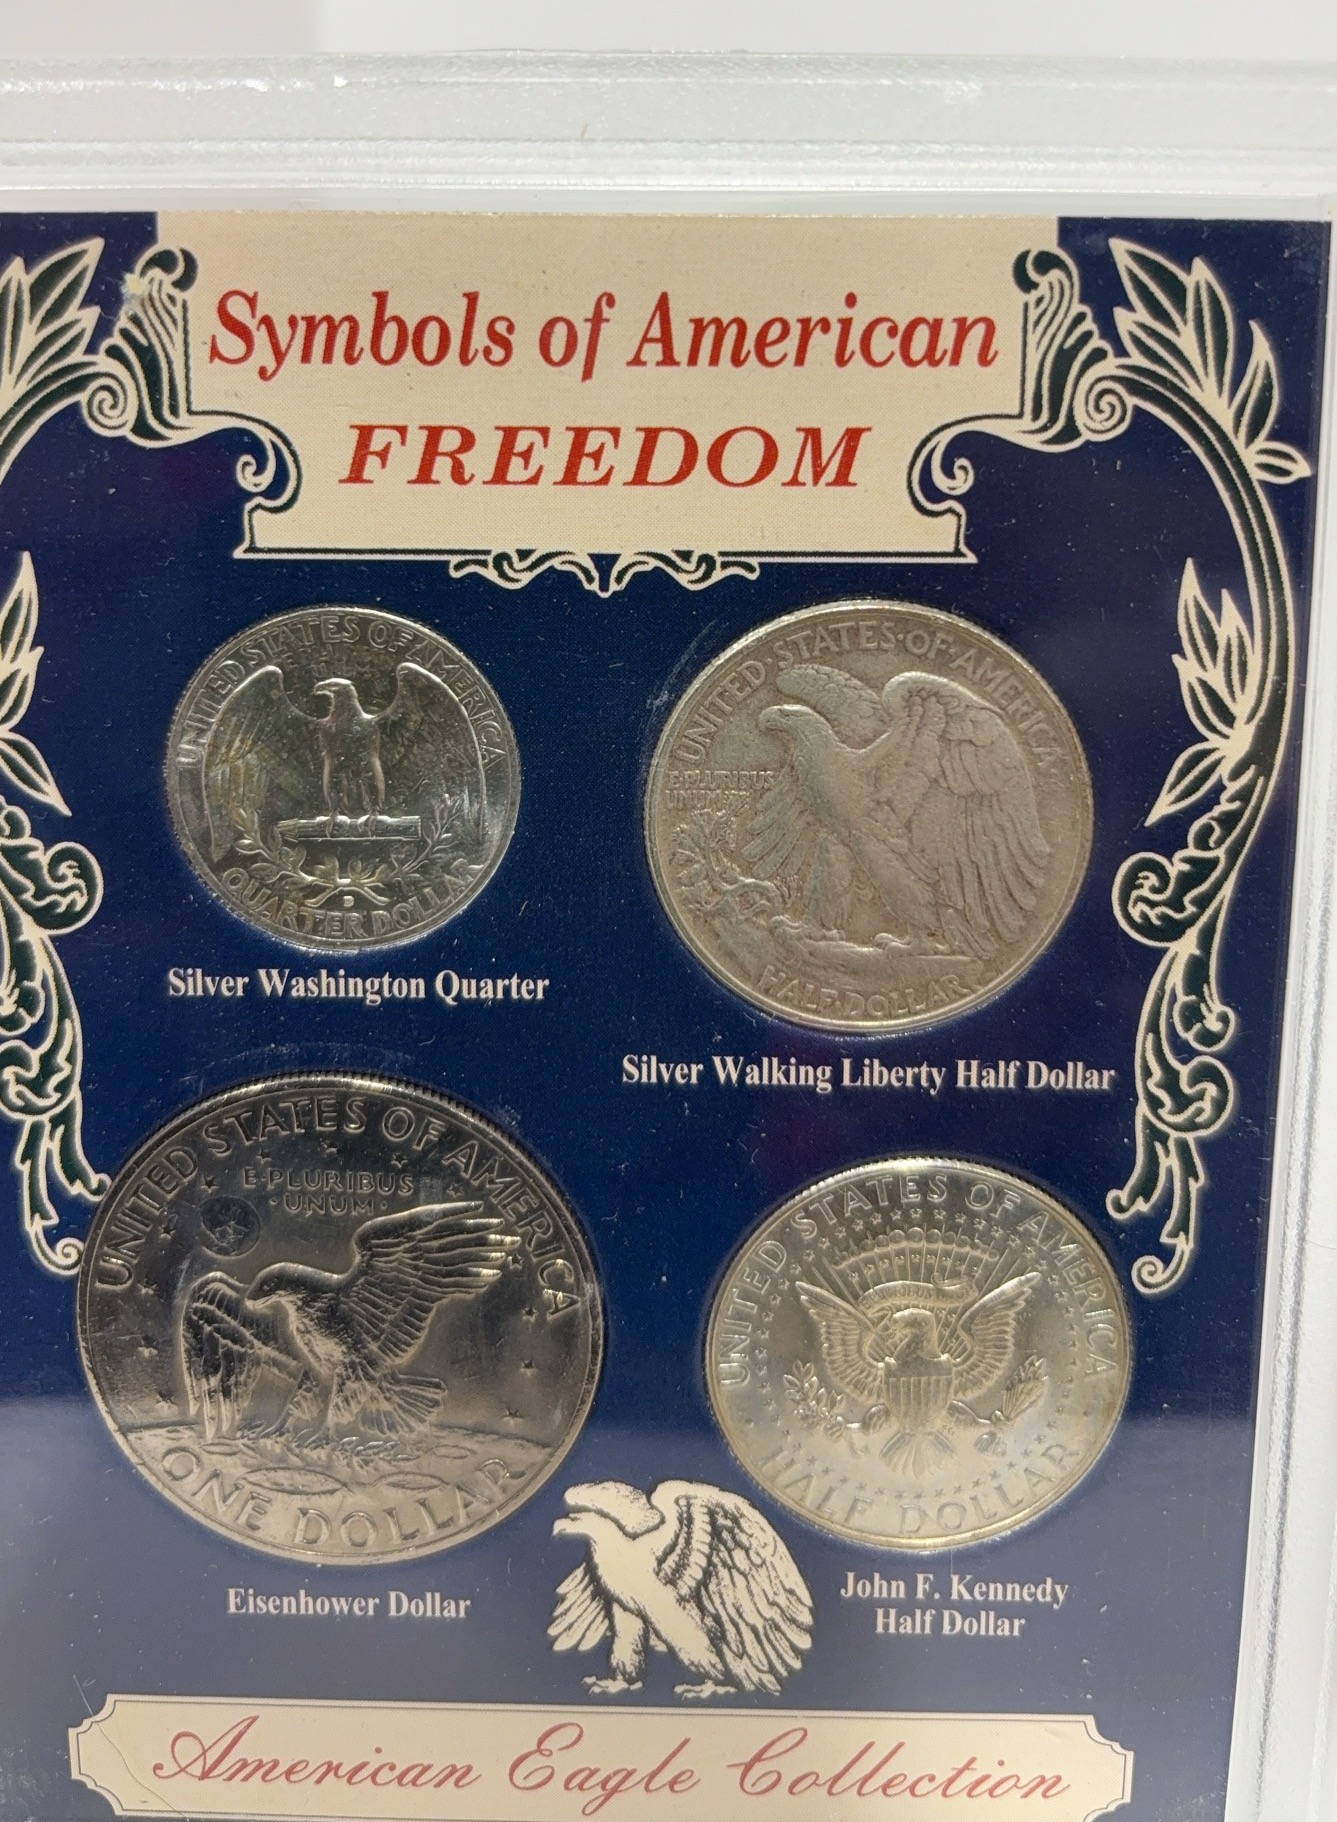 Symbols of American
FREEDOM
UNITED STATES OF AMERICA
D
QUARTER DOLLAR
Silver Washington Quarter
UNITED·STATES·OF·AMERICA
E·PLURIBUS
UNUM
HALF·DOLLAR
Silver Walking Liberty Half Dollar
UNITED STATES OF AMERICA
E·PLURIBUS
·UNUM·
ONE DOLLAR
Eisenhower Dollar
UNITED STATES OF AMERICA
HALF DOLLAR
John F. Kennedy
Half Dollar
American Eagle Collection